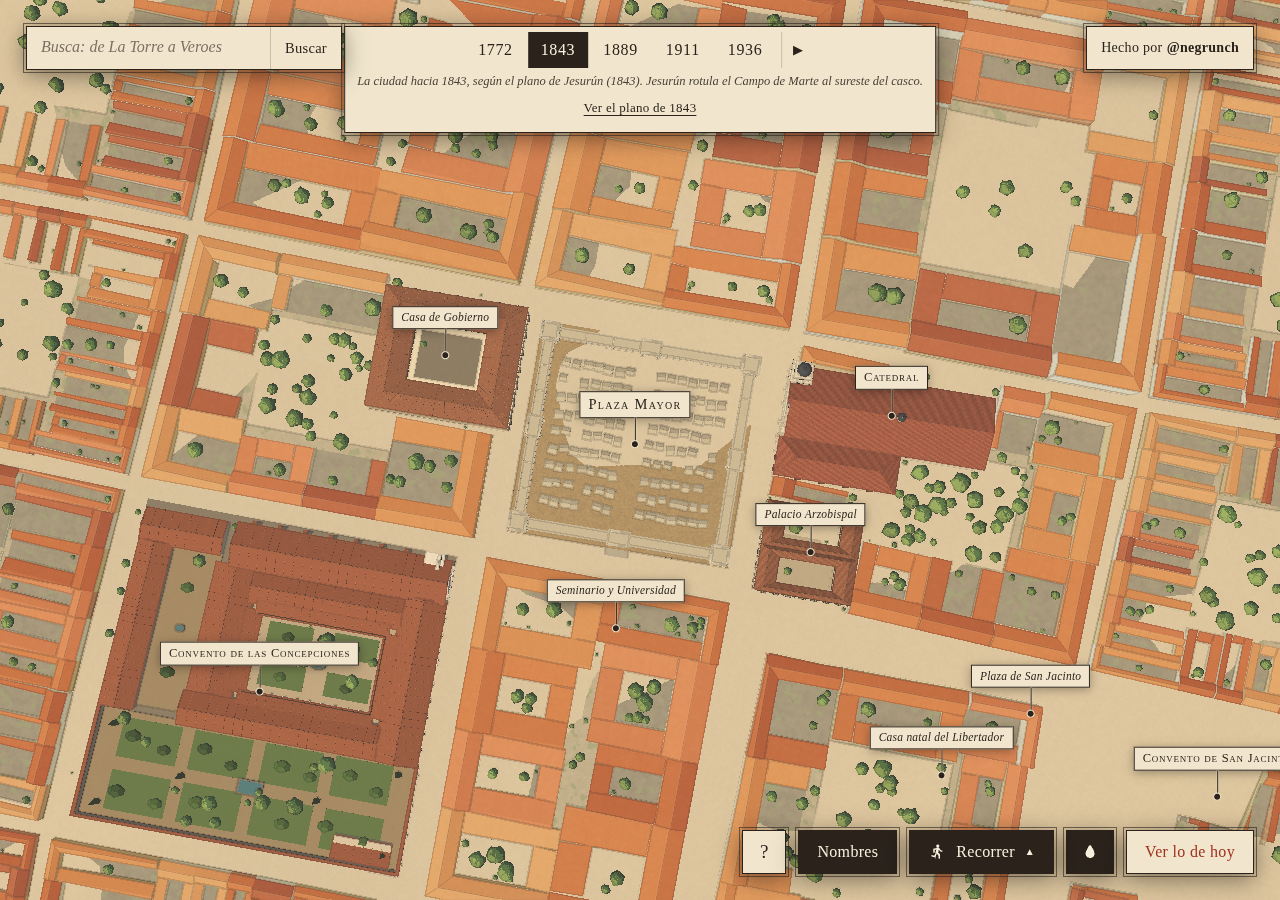 Busca: de La Torre a Veroes
Buscar
1772 1843 1889 1911 1936 ▶
La ciudad hacia 1843, según el plano de Jesurún (1843). Jesurún rotula el Campo de Marte al sureste del casco.
Ver el plano de 1843
Hecho por @negrunch
Casa de Gobierno
Plaza Mayor
Catedral
Palacio Arzobispal
Seminario y Universidad
Convento de las Concepciones
Plaza de San Jacinto
Casa natal del Libertador
Convento de San Jacin
?
Nombres
Recorrer ▲
Ver lo de hoy